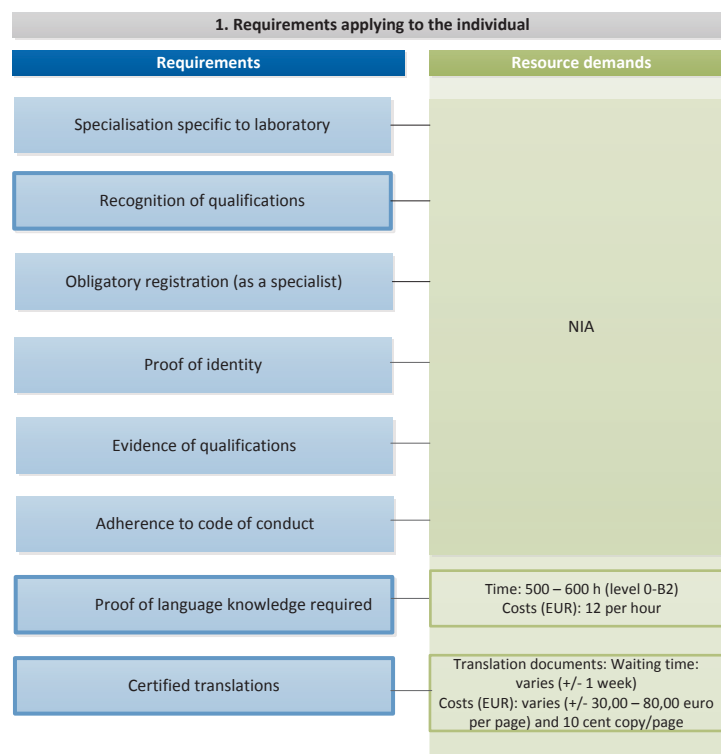 1. Requirements applying to the individual
Requirements
Resource demands
Specialisation specific to laboratory
Recognition of qualifications
Obligatory registration (as a specialist)
NIA
Proof of identity
Evidence of qualifications
Adherence to code of conduct
Proof of language knowledge required
Time: 500 – 600 h (level 0-B2)
Costs (EUR): 12 per hour
Certified translations
Translation documents: Waiting time:
varies (+/- 1 week)
Costs (EUR): varies (+/- 30,00 – 80,00 euro
per page) and 10 cent copy/page